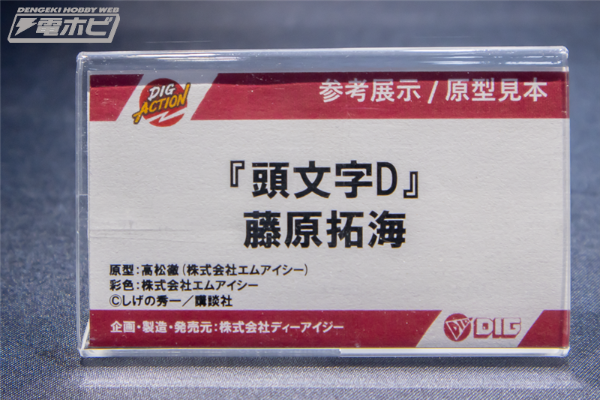 DENGEKI HOBBY WEB
電ホビ
DIG
ACTION
参考展示 / 原型見本
『頭文字D』
藤原拓海
原型:高松徹(株式会社エムアイシー)
彩色:株式会社エムアイシー
©しげの秀一/講談社
企画・製造・発売元:株式会社ディーアイジー
DIG